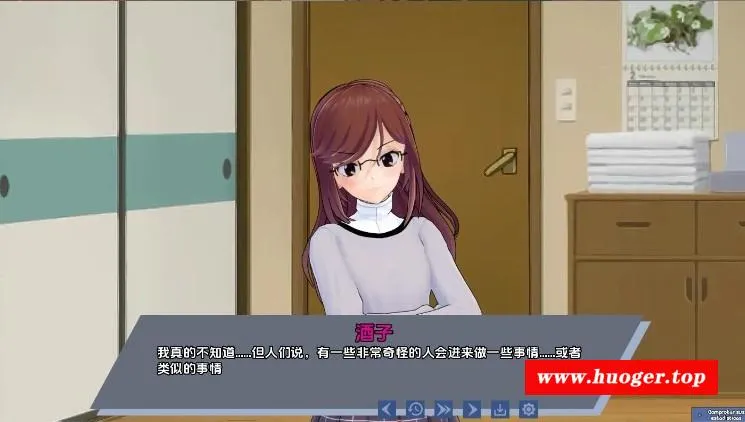 2
酒子
我真的不知道……但人们说，有一些非常奇怪的人会进来做一些事情……或者
类似的事情
www.huoger.top